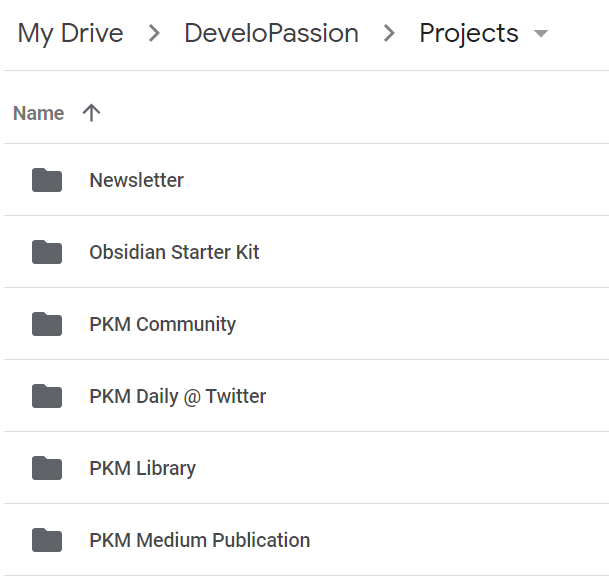 My Drive > DeveloPassion > Projects
Name
Newsletter
Obsidian Starter Kit
PKM Community
PKM Daily @ Twitter
PKM Library
PKM Medium Publication